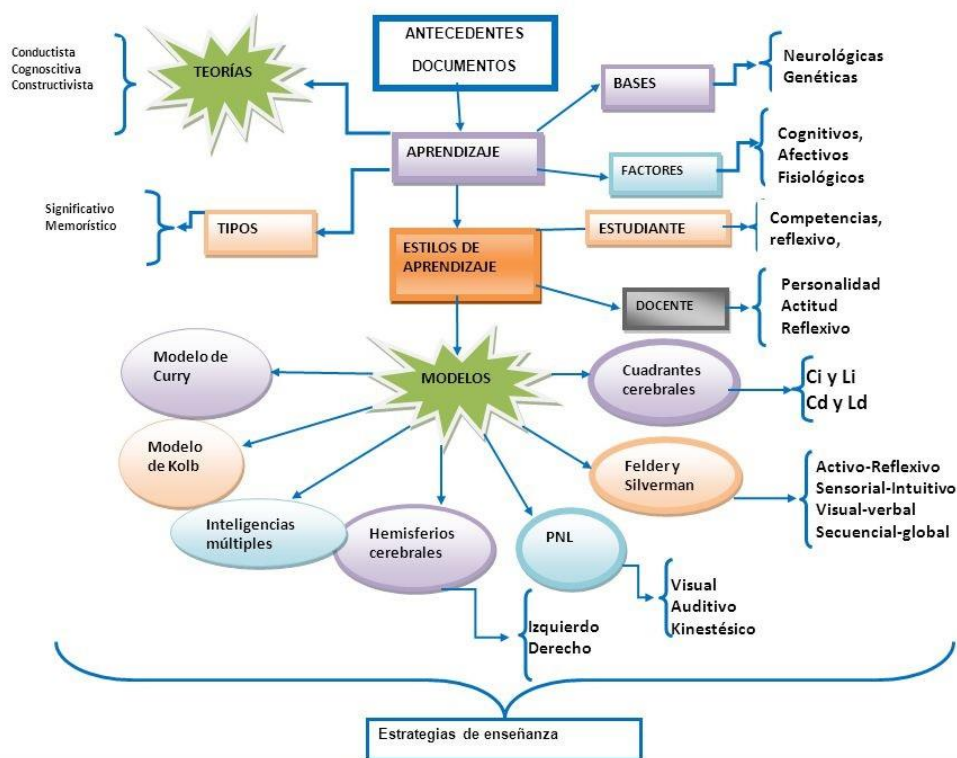 ANTECEDENTES
DOCUMENTOS
Conductista
Cognoscitiva
Constructivista
TEORÍAS
BASES
Neurológicas
Genéticas
APRENDIZAJE
FACTORES
Cognitivos,
Afectivos
Fisiológicos
Significativo
Memorístico
TIPOS
ESTILOS DE
APRENDIZAJE
ESTUDIANTE
Competencias,
reflexivo,
DOCENTE
Personalidad
Actitud
Reflexivo
MODELOS
Modelo de
Curry
Modelo
de Kolb
Inteligencias
múltiples
Hemisferios
cerebrales
Izquierdo
Derecho
PNL
Visual
Auditivo
Kinestésico
Felder y
Silverman
Activo-Reflexivo
Sensorial-Intuitivo
Visual-verbal
Secuencial-global
Cuadrantes
cerebrales
Ci y Li
Cd y Ld
Estrategias de enseñanza